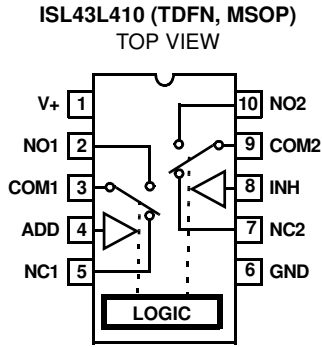 ISL43L410 (TDFN, MSOP)
TOP VIEW
V+ 1
10 NO2
NO1 2
9 COM2
COM1 3
8 INH
ADD 4
7 NC2
NC1 5
6 GND
LOGIC